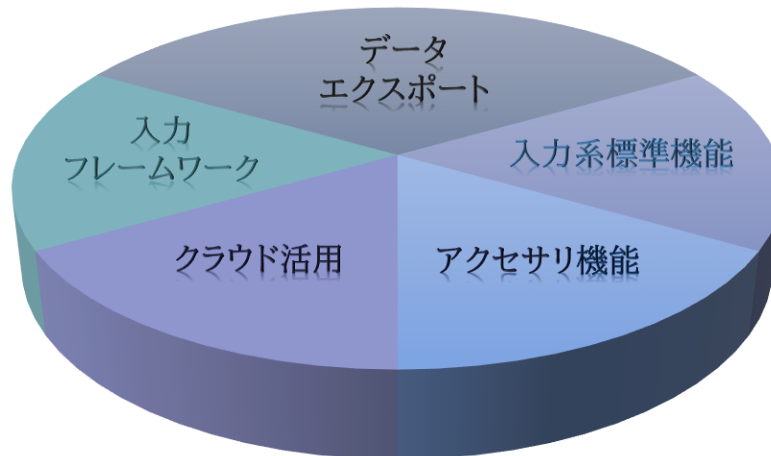 データ
エクスポート
入力
フレームワーク
入力系標準機能
クラウド活用
アクセサリ機能